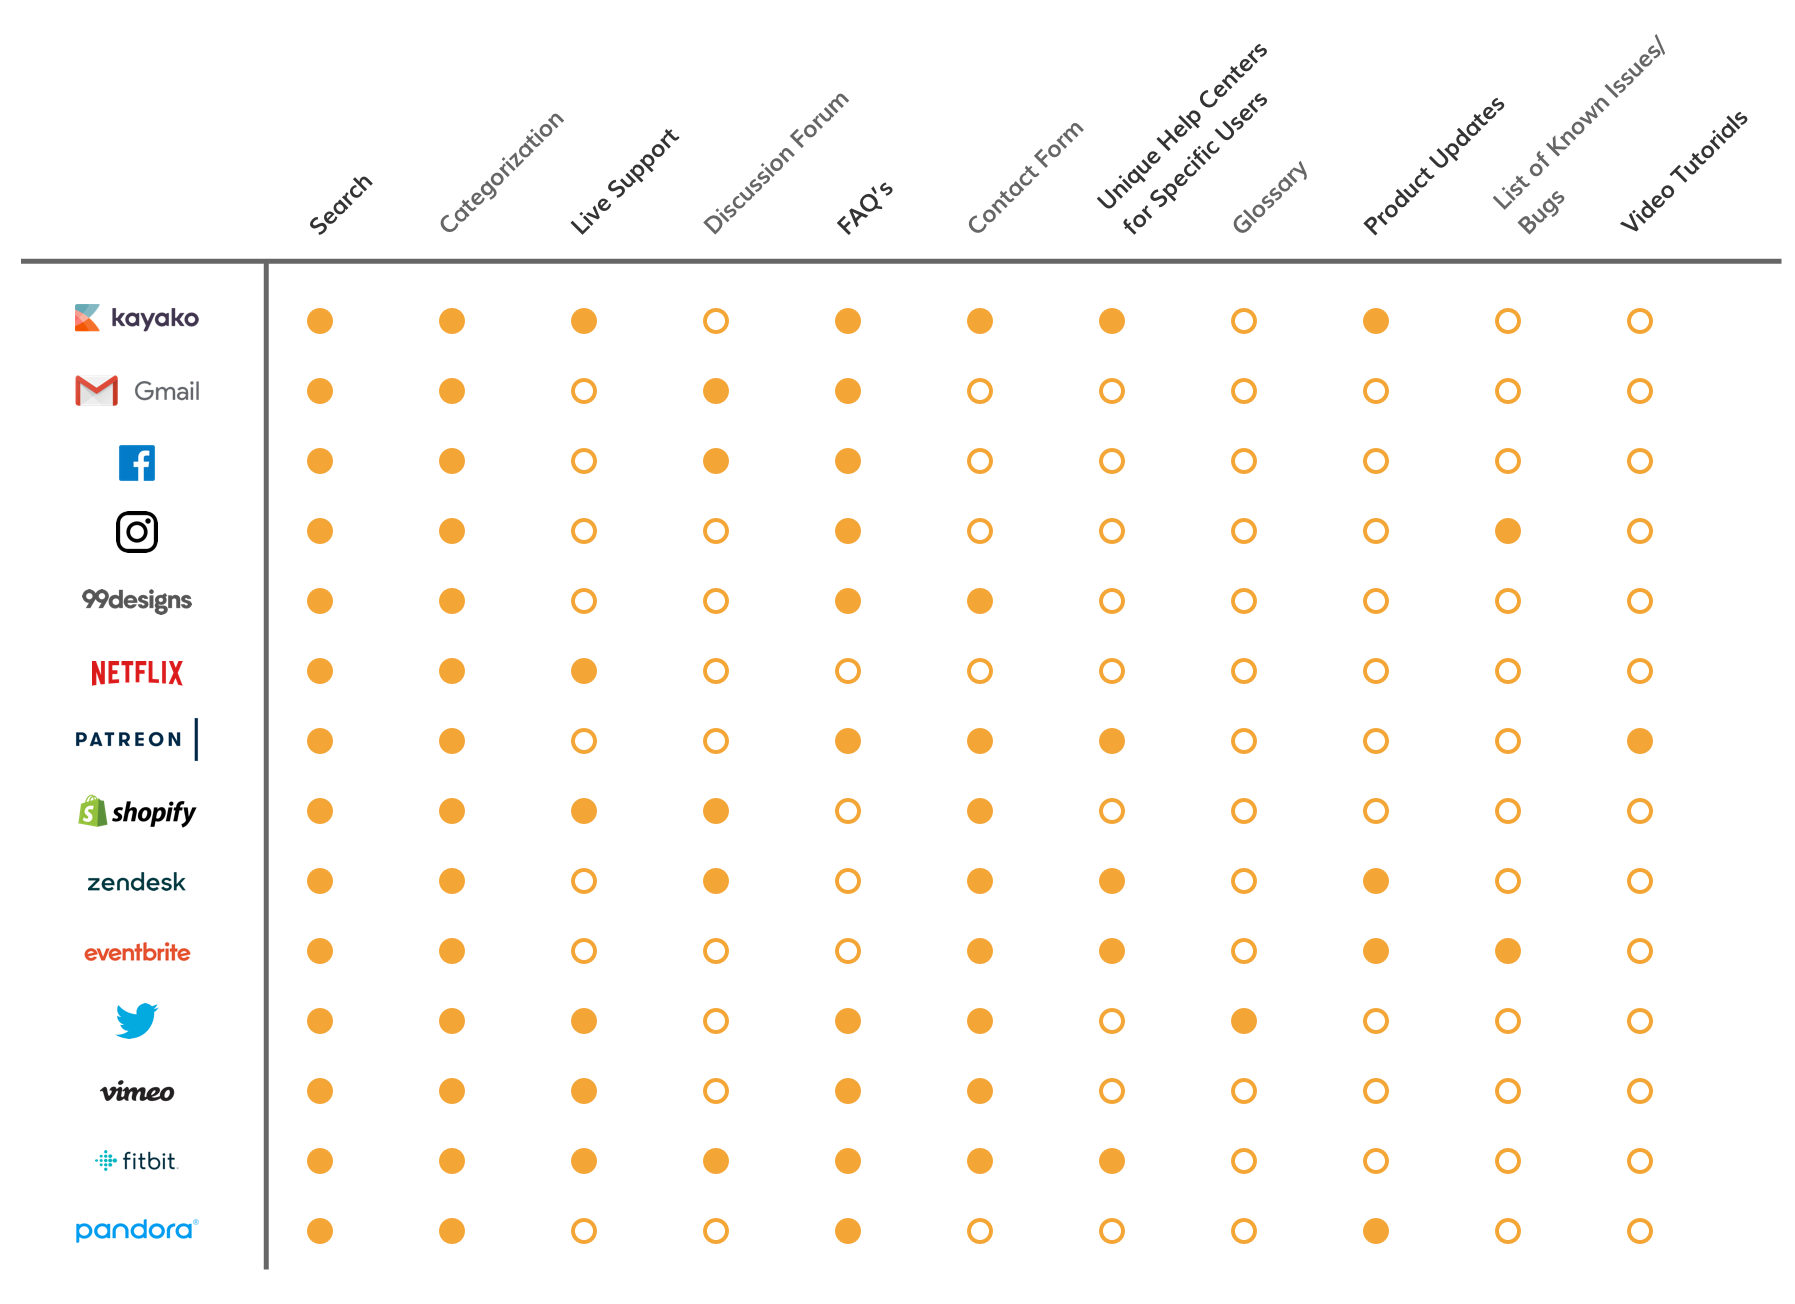 Search
Categorization
Live Support
Discussion Forum
FAQ's
Contact Form
Unique Help Centers
for Specific Users
Glossary
Product Updates
List of Known Issues/
Bugs
Video Tutorials
kayako
Gmail
f
99designs
NETFLIX
PATREON
S shopify
zendesk
eventbrite
vimeo
fitbit
pandora®